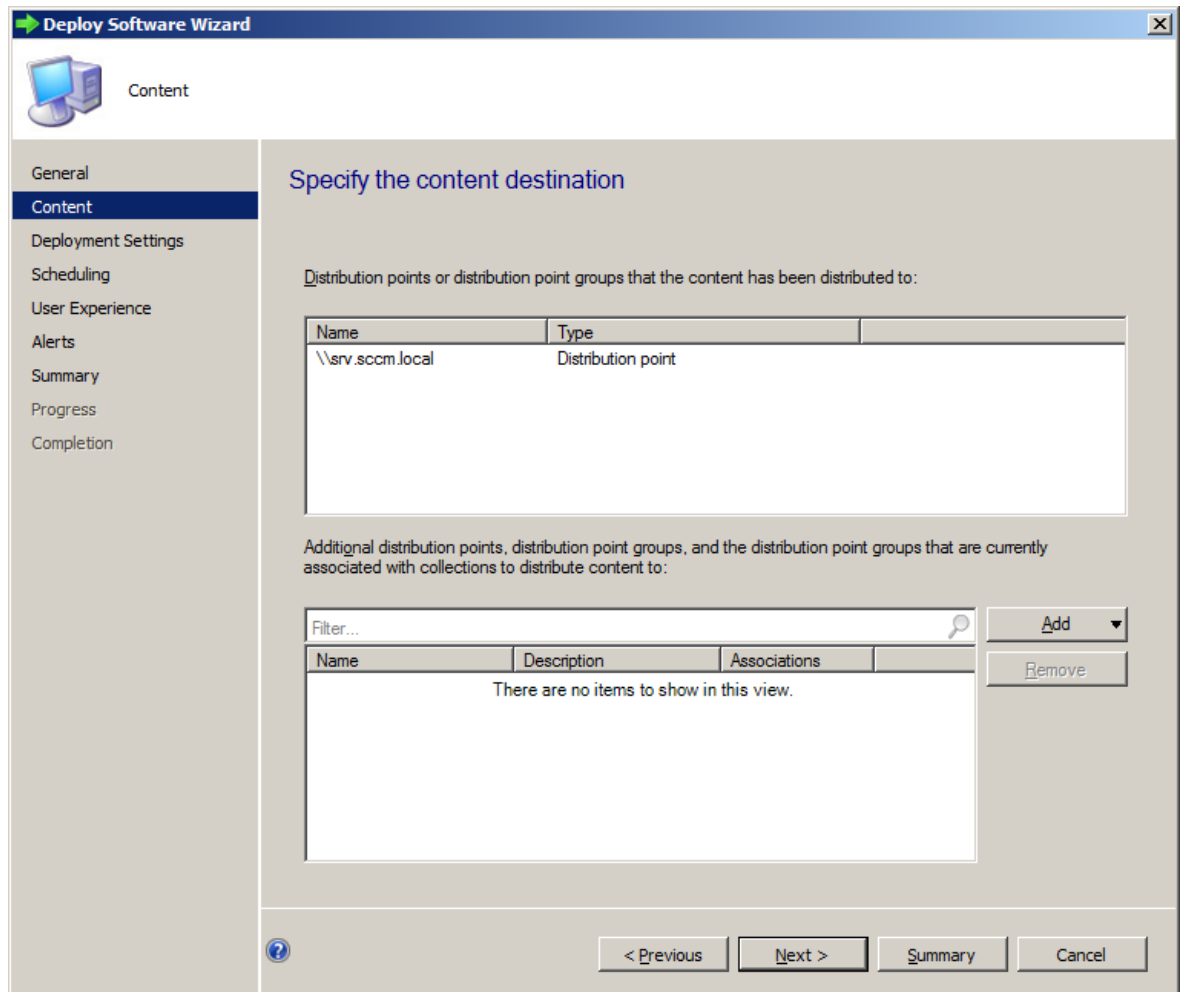 Deploy Software Wizard
Content
General
Content
Deployment Settings
Scheduling
User Experience
Alerts
Summary
Progress
Completion
Specify the content destination
Distribution points or distribution point groups that the content has been distributed to:
Name Type
\\srv.sccm.local Distribution point
Additional distribution points, distribution point groups, and the distribution point groups that are currently
associated with collections to distribute content to:
Filter...
Add
Name Description Associations
Remove
There are no items to show in this view.
< Previous Next > Summary Cancel